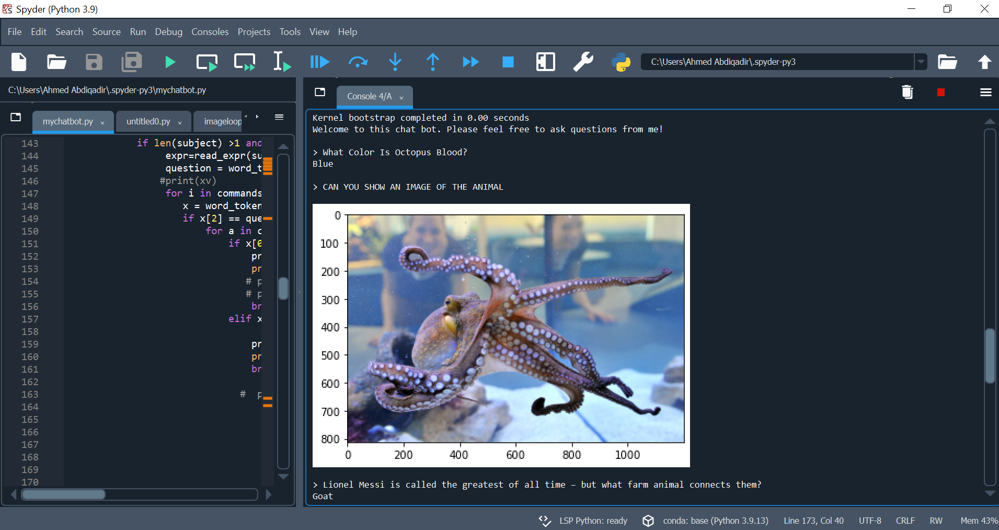 Spyder (Python 3.9)
File Edit Search Source Run Debug Consoles Projects Tools View Help
C:\Users\Ahmed Abdiqadir\.spyder-py3
C:\Users\Ahmed Abdiqadir\.spyder-py3\mychatbot.py
mychatbot.py × untitled0.py × imageloop
143 if len(subject) >1 and
144 expr=read_expr(su
145 question = word_t
146 #print(xv)
147 for i in commands
148 x = word_token
149 if x[2] == que
150 for a in c
151 if x[0
152 pr
153 pr
154 # p
155 # p
156 br
157 elif x
158
159 pr
160 pr
161 br
162
163 # p
164
165
166
167
168
169
170
Console 4/A ×
Kernel bootstrap completed in 0.00 seconds
Welcome to this chat bot. Please feel free to ask questions from me!
> What Color Is Octopus Blood?
Blue
> CAN YOU SHOW AN IMAGE OF THE ANIMAL
0
100
200
300
400
500
600
700
800
0 200 400 600 800 1000
> Lionel Messi is called the greatest of all time – but what farm animal connects them?
Goat
LSP Python: ready conda: base (Python 3.9.13) Line 173, Col 40 UTF-8 CRLF RW Mem 43%